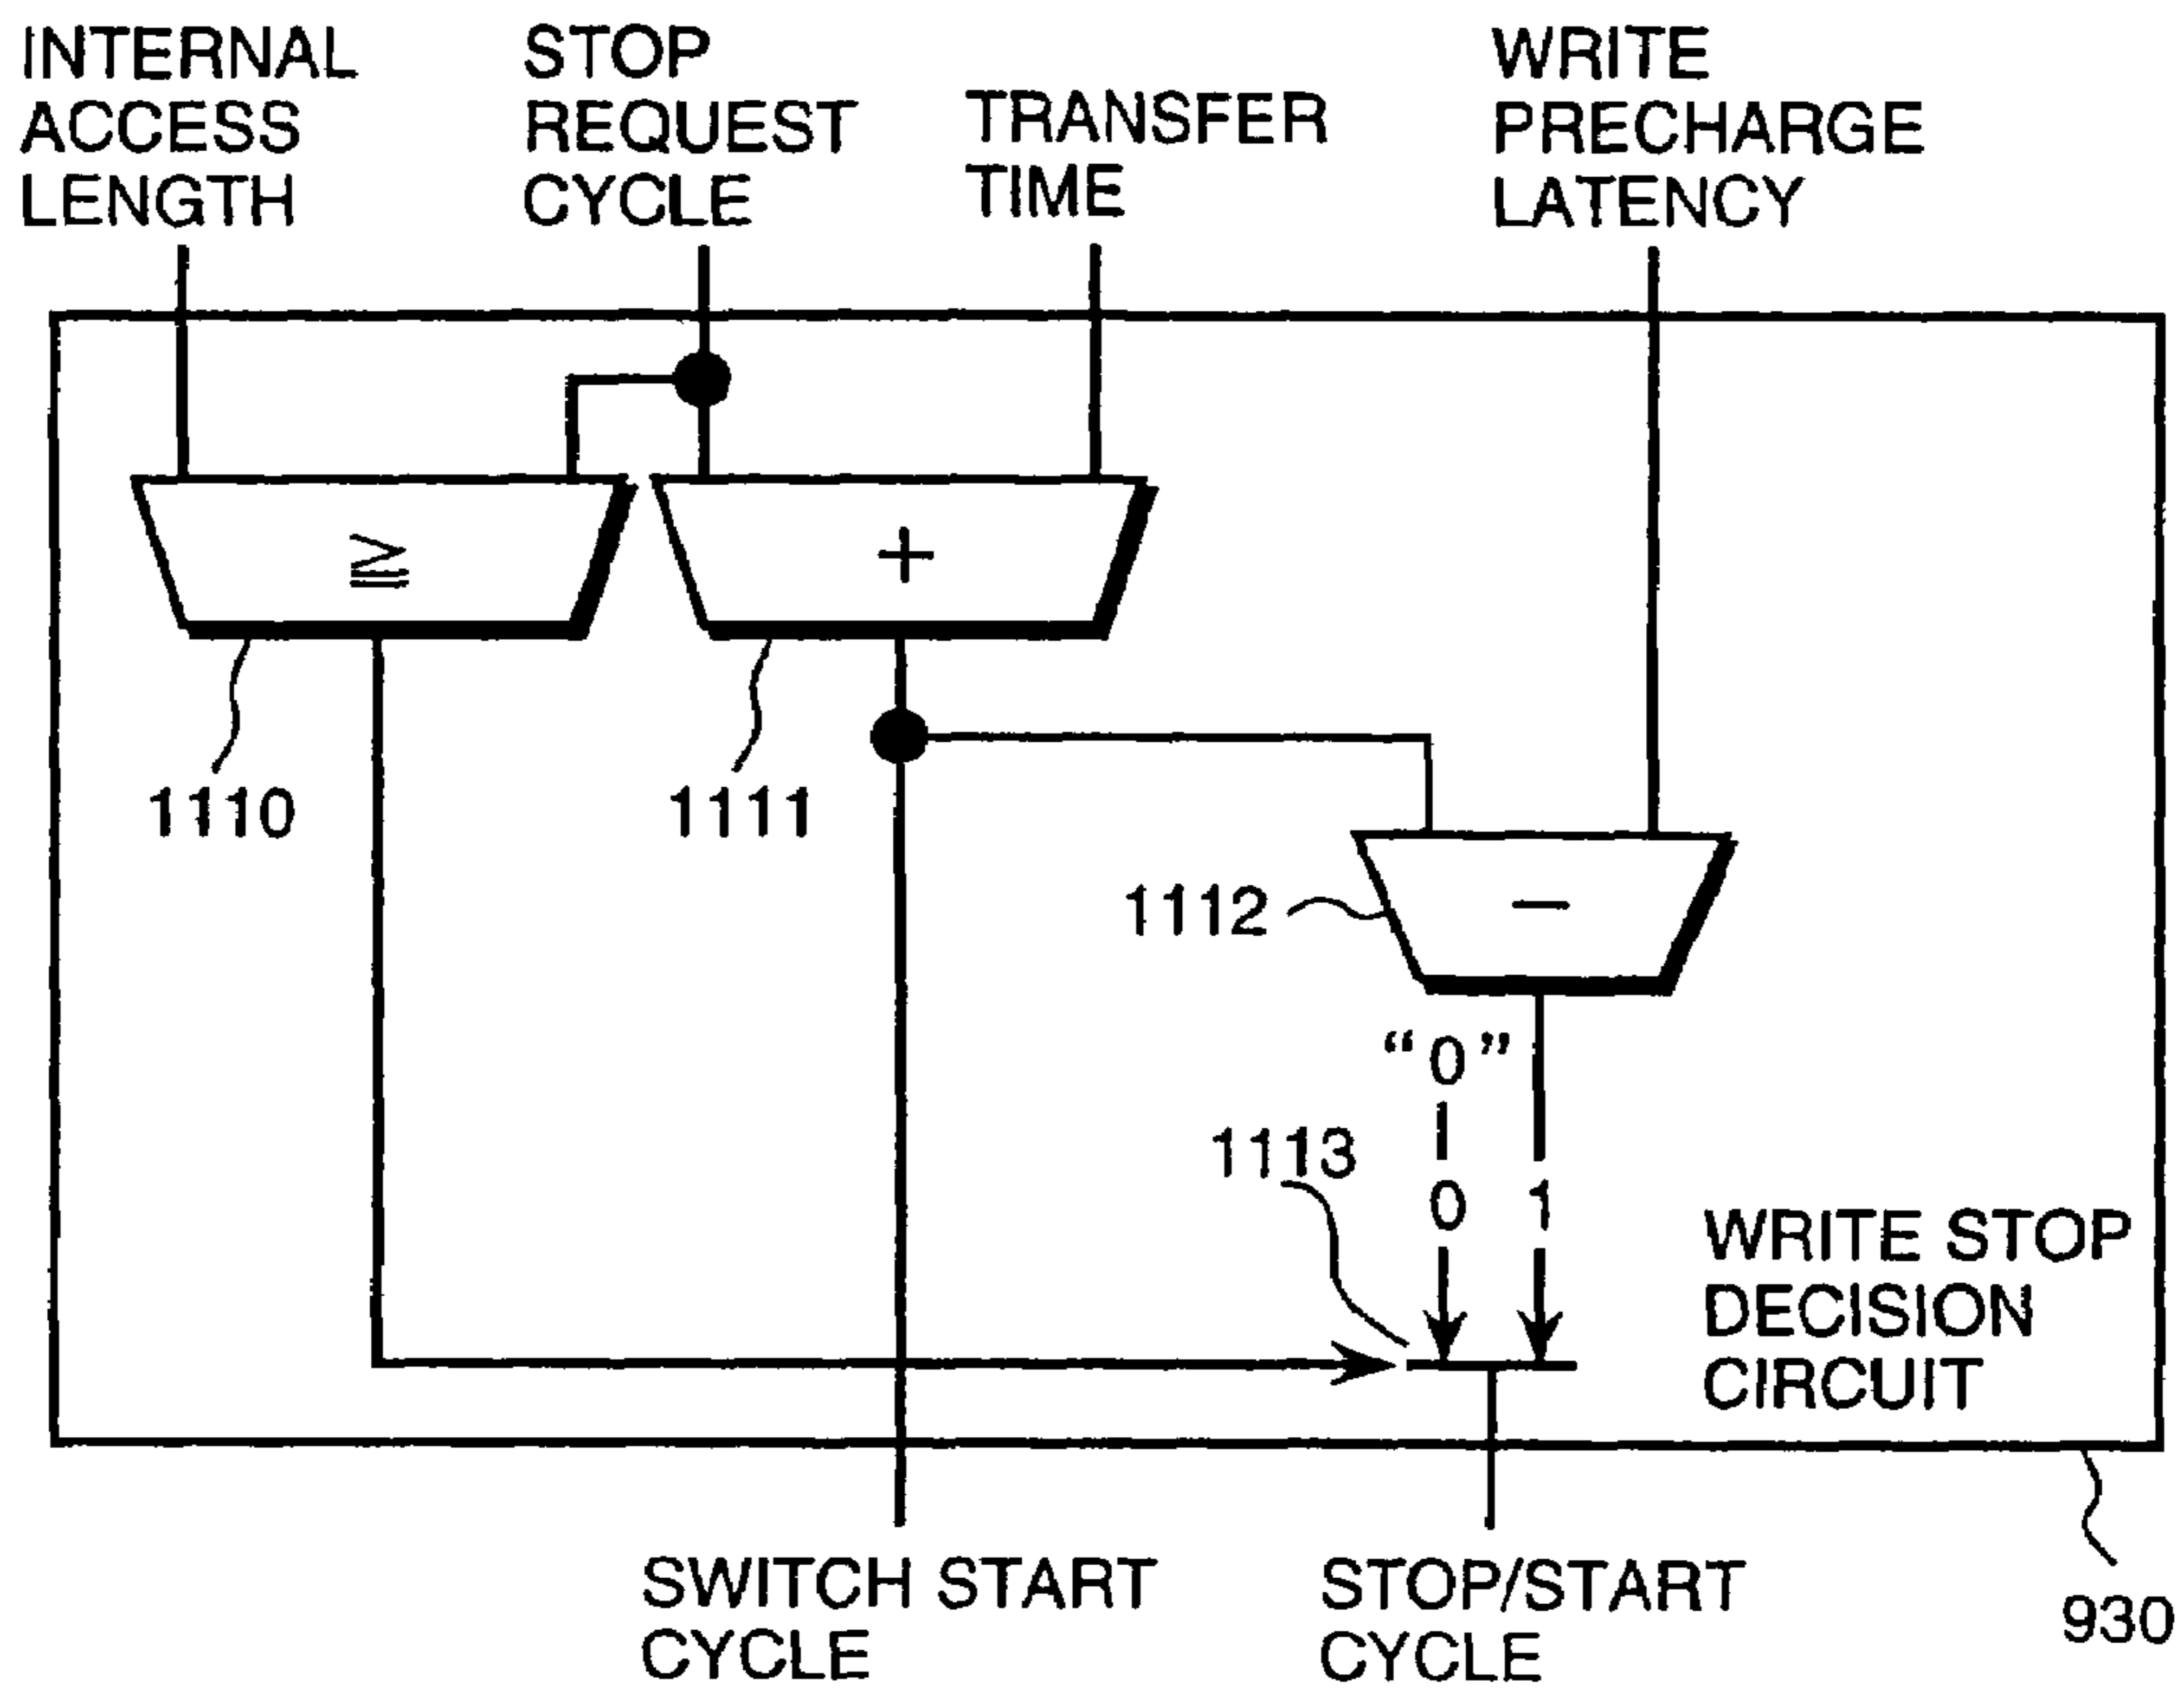 INTERNAL
ACCESS
LENGTH
STOP
REQUEST
CYCLE
TRANSFER
TIME
WRITE
PRECHARGE
LATENCY
≧
+
1110
1111
1112
−
“0”
1113
0
1
WRITE STOP
DECISION
CIRCUIT
SWITCH START
CYCLE
STOP/START
CYCLE
930